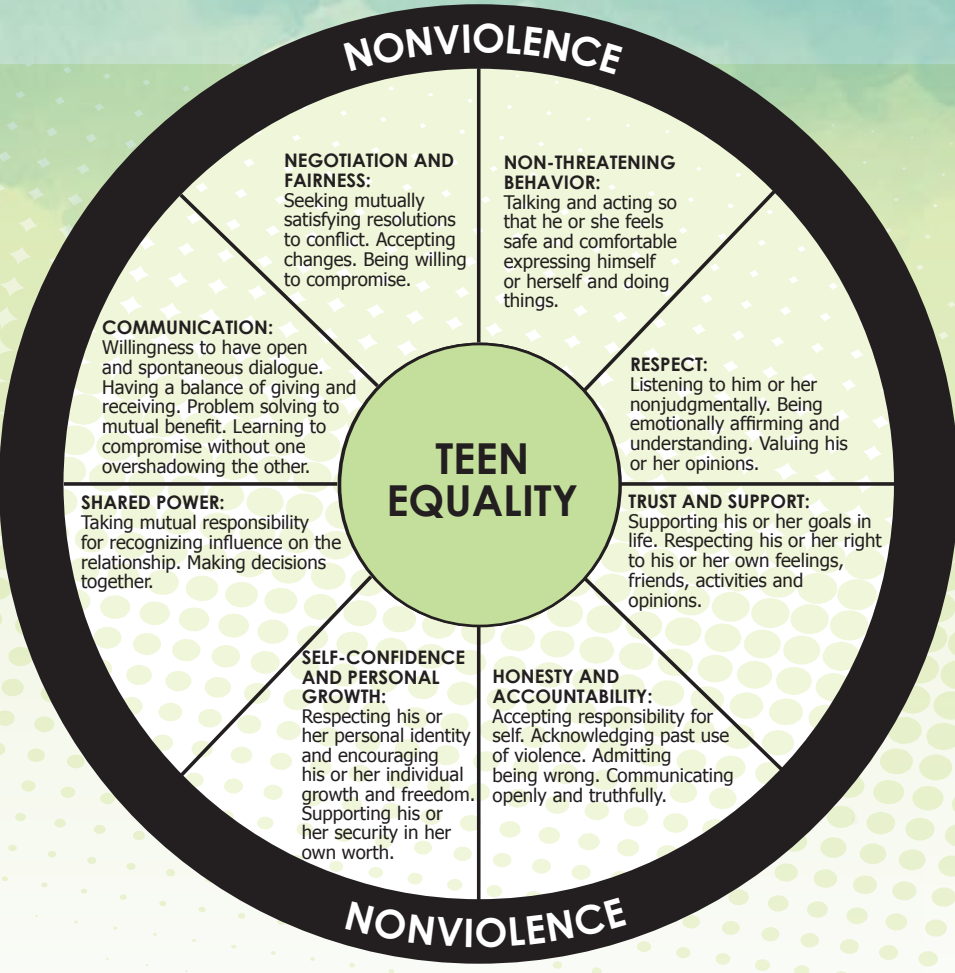 NONVIOLENCE
NEGOTIATION AND
FAIRNESS:
Seeking mutually
satisfying resolutions
to conflict. Accepting
changes. Being willing
to compromise.
NON-THREATENING
BEHAVIOR:
Talking and acting so
that he or she feels
safe and comfortable
expressing himself
or herself and doing
things.
COMMUNICATION:
Willingness to have open
and spontaneous dialogue.
Having a balance of giving and
receiving. Problem solving to
mutual benefit. Learning to
compromise without one
overshadowing the other.
RESPECT:
Listening to him or her
nonjudgmentally. Being
emotionally affirming and
understanding. Valuing his
or her opinions.
TEEN
EQUALITY
SHARED POWER:
Taking mutual responsibility
for recognizing influence on the
relationship. Making decisions
together.
TRUST AND SUPPORT:
Supporting his or her goals in
life. Respecting his or her right
to his or her own feelings,
friends, activities and
opinions.
SELF-CONFIDENCE
AND PERSONAL
GROWTH:
Respecting his or
her personal identity
and encouraging
his or her individual
growth and freedom.
Supporting his or
her security in her
own worth.
HONESTY AND
ACCOUNTABILITY:
Accepting responsibility for
self. Acknowledging past use
of violence. Admitting
being wrong. Communicating
openly and truthfully.
NONVIOLENCE